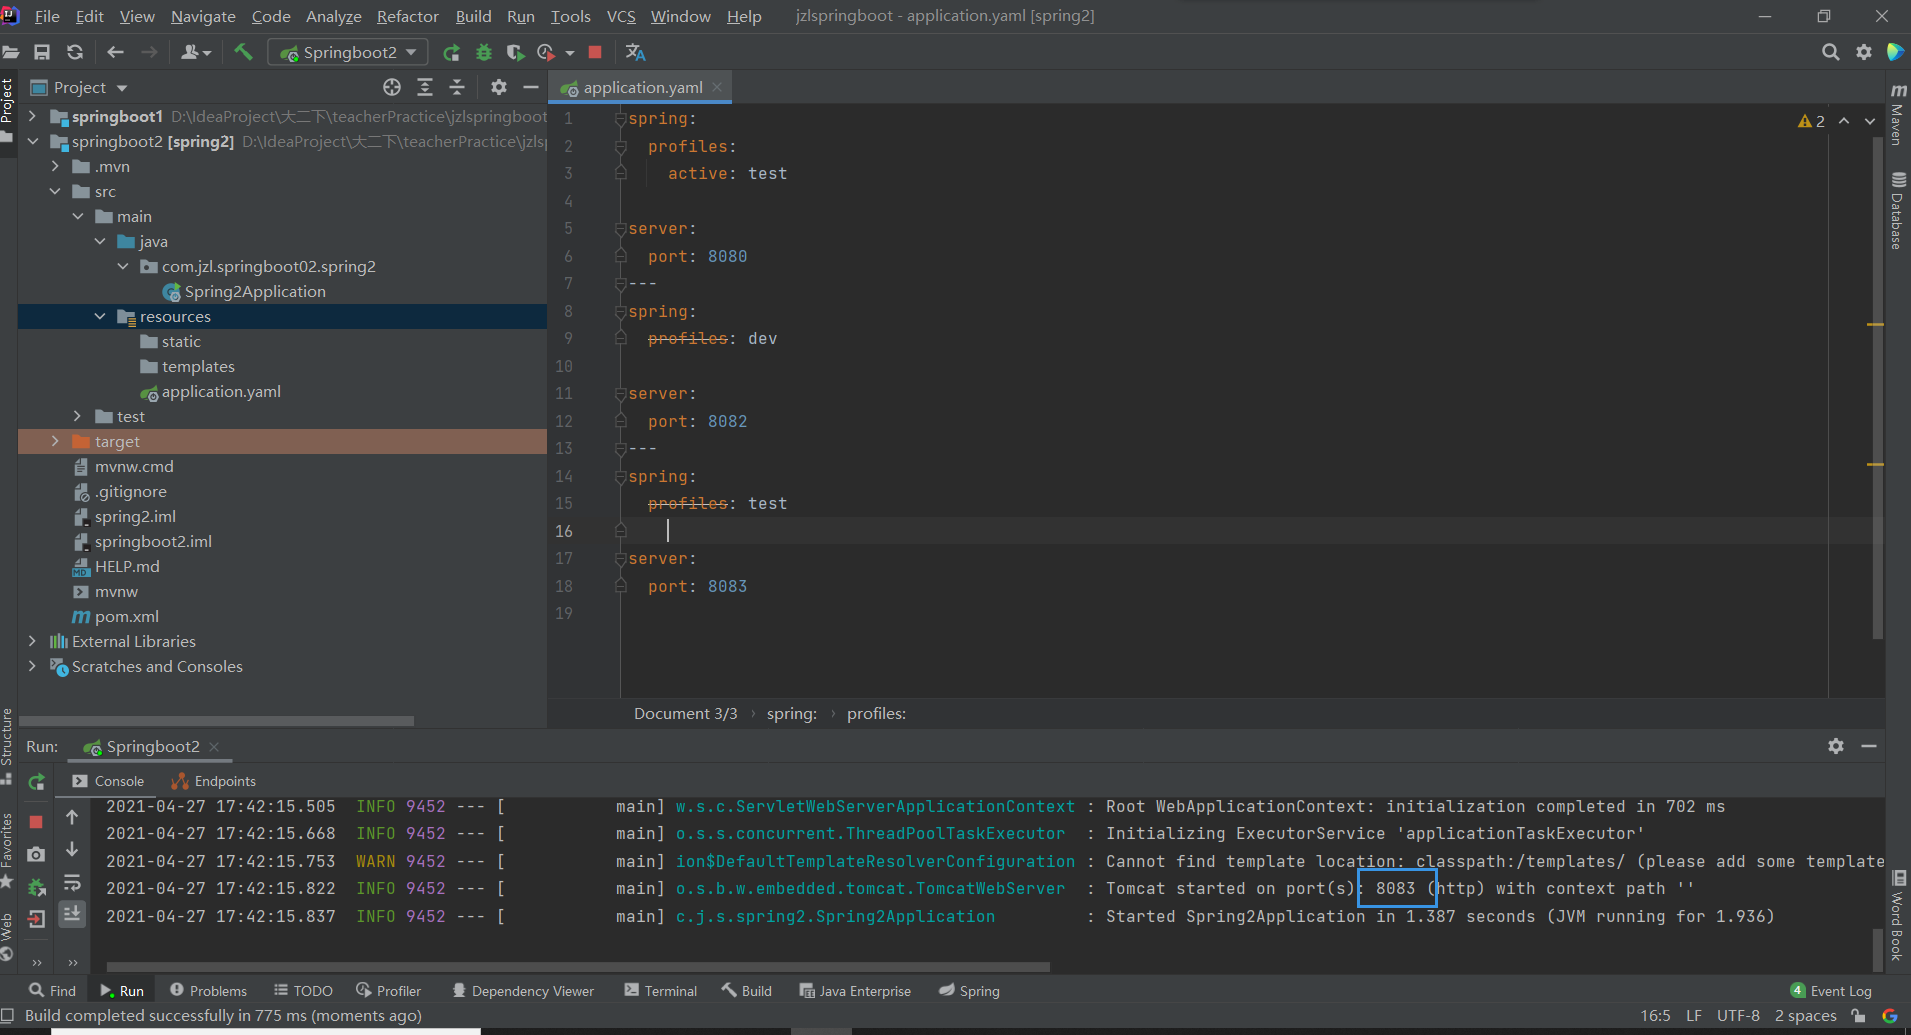 File Edit View Navigate Code Analyze Refactor Build Run Tools VCS Window Help jzlspringboot - application.yaml [spring2]
Springboot2
Project
application.yaml
springboot1 D:\IdeaProject\大二下\teacherPractice\jzlspringboot
springboot2 [spring2] D:\IdeaProject\大二下\teacherPractice\jzlsp
.mvn
src
main
java
com.jzl.springboot02.spring2
Spring2Application
resources
static
templates
application.yaml
test
target
mvnw.cmd
.gitignore
spring2.iml
springboot2.iml
HELP.md
mvnw
pom.xml
External Libraries
Scratches and Consoles
1 spring:
2 profiles:
3 active: test
4
5 server:
6 port: 8080
7 ---
8 spring:
9 profiles: dev
10
11 server:
12 port: 8082
13 ---
14 spring:
15 profiles: test
16
17 server:
18 port: 8083
19
2
Document 3/3 › spring: › profiles:
Project
Structure
Favorites
Web
Maven
Database
Word Book
Run: Springboot2
Console Endpoints
2021-04-27 17:42:15.505 INFO 9452 --- [ main] w.s.c.ServletWebServerApplicationContext : Root WebApplicationContext: initialization completed in 702 ms
2021-04-27 17:42:15.668 INFO 9452 --- [ main] o.s.s.concurrent.ThreadPoolTaskExecutor : Initializing ExecutorService 'applicationTaskExecutor'
2021-04-27 17:42:15.753 WARN 9452 --- [ main] ion$DefaultTemplateResolverConfiguration : Cannot find template location: classpath:/templates/ (please add some template
2021-04-27 17:42:15.822 INFO 9452 --- [ main] o.s.b.w.embedded.tomcat.TomcatWebServer : Tomcat started on port(s): 8083 (http) with context path ''
2021-04-27 17:42:15.837 INFO 9452 --- [ main] c.j.s.spring2.Spring2Application : Started Spring2Application in 1.387 seconds (JVM running for 1.936)
Find Run Problems TODO Profiler Dependency Viewer Terminal Build Java Enterprise Spring 4 Event Log
Build completed successfully in 775 ms (moments ago) 16:5 LF UTF-8 2 spaces